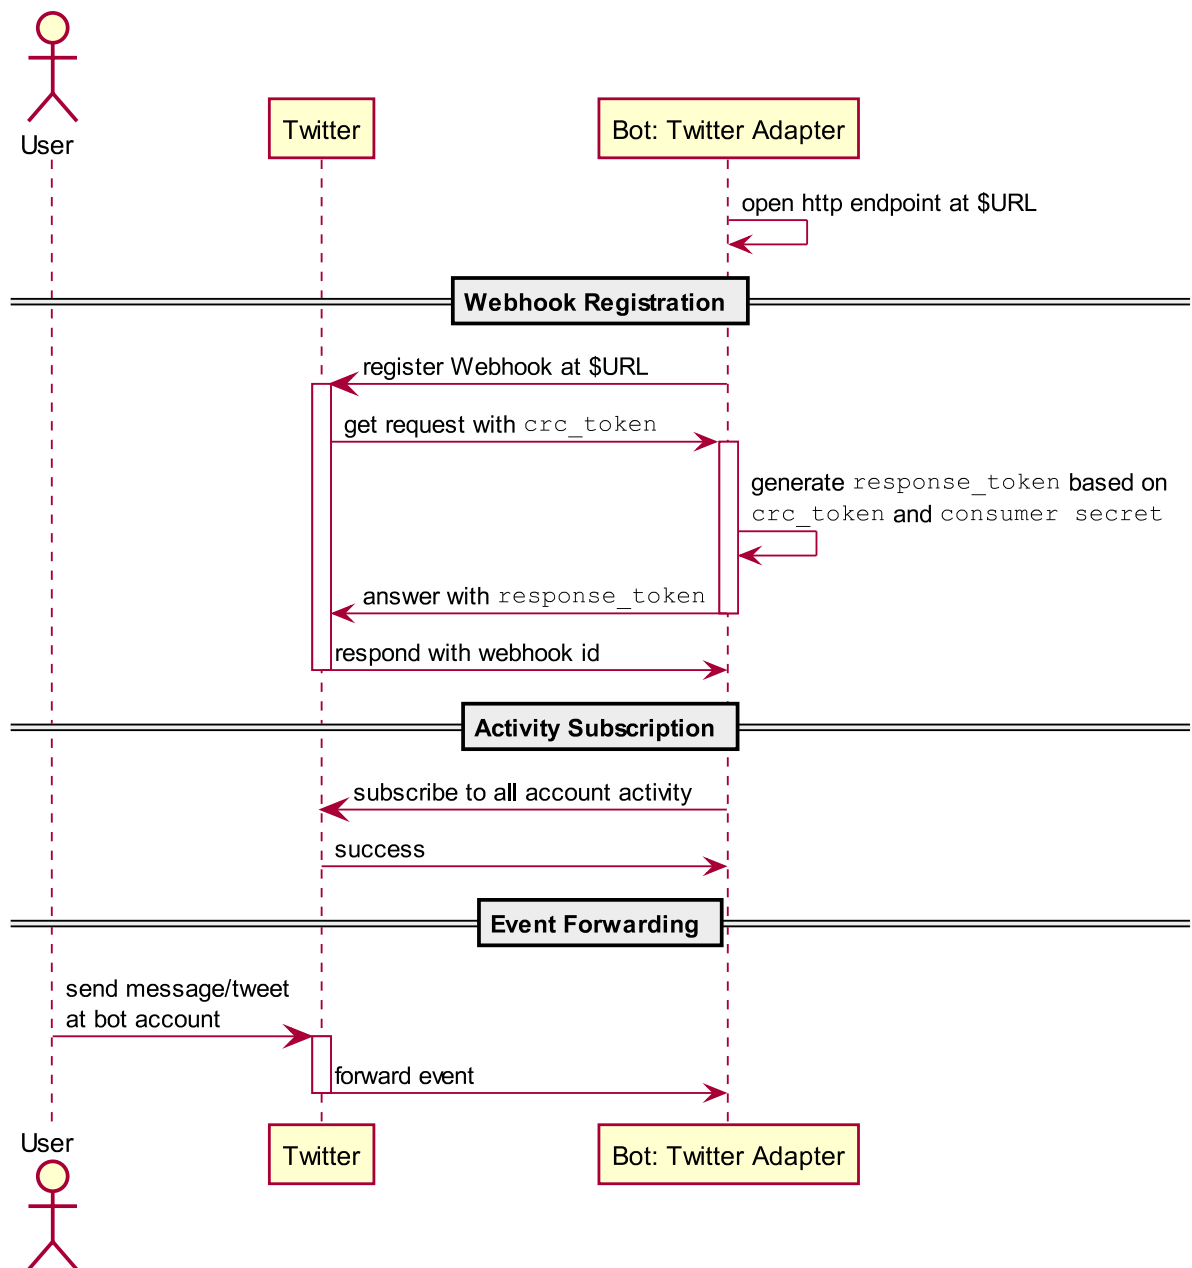 User
Twitter
Bot: Twitter Adapter
open http endpoint at $URL
Webhook Registration
register Webhook at $URL
get request with crc_token
generate response_token based on
crc_token and consumer secret
answer with response_token
respond with webhook id
Activity Subscription
subscribe to all account activity
success
Event Forwarding
send message/tweet
at bot account
forward event
User
Twitter
Bot: Twitter Adapter